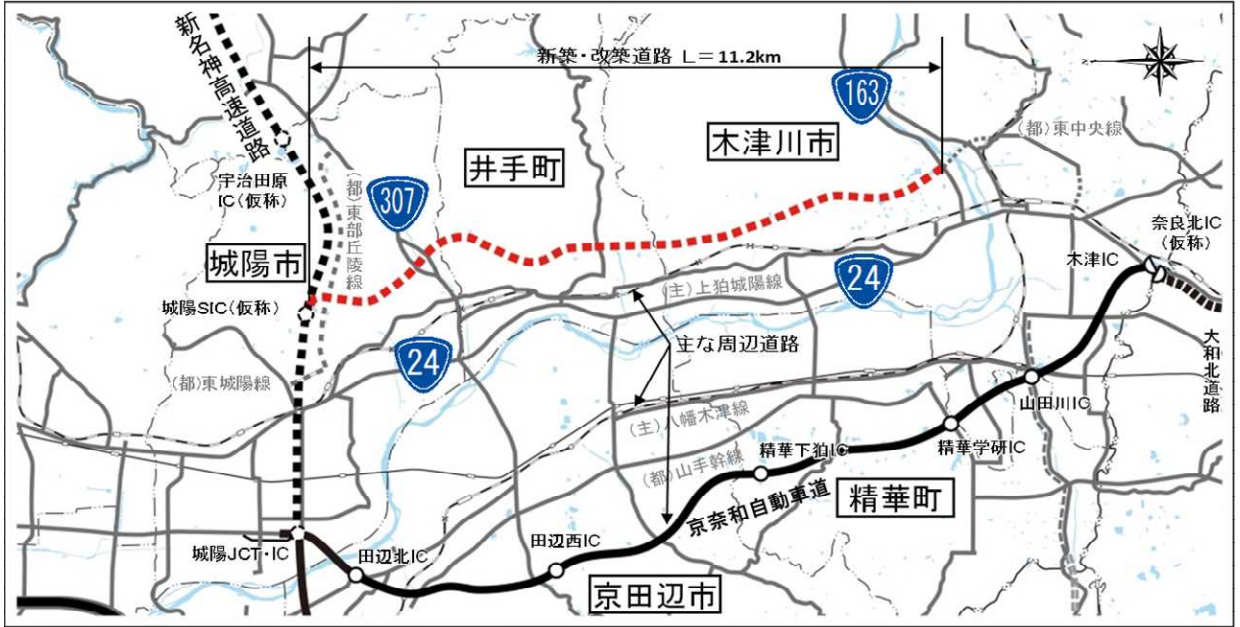 新名神高速道路
新築・改築道路 L＝11.2km
163
(都)東中央線
木津川市
井手町
宇治田原
IC(仮称)
(都)東部丘陵線
307
奈良北IC
(仮称)
木津IC
城陽市
24
(主)上狛城陽線
城陽SIC(仮称)
主な周辺道路
大和北道路
24
(都)東城陽線
山田川IC
(主)八幡木津線
精華学研IC
精華下狛IC
(都)山手幹線
精華町
京奈和自動車道
城陽JCT・IC
田辺北IC
田辺西IC
京田辺市